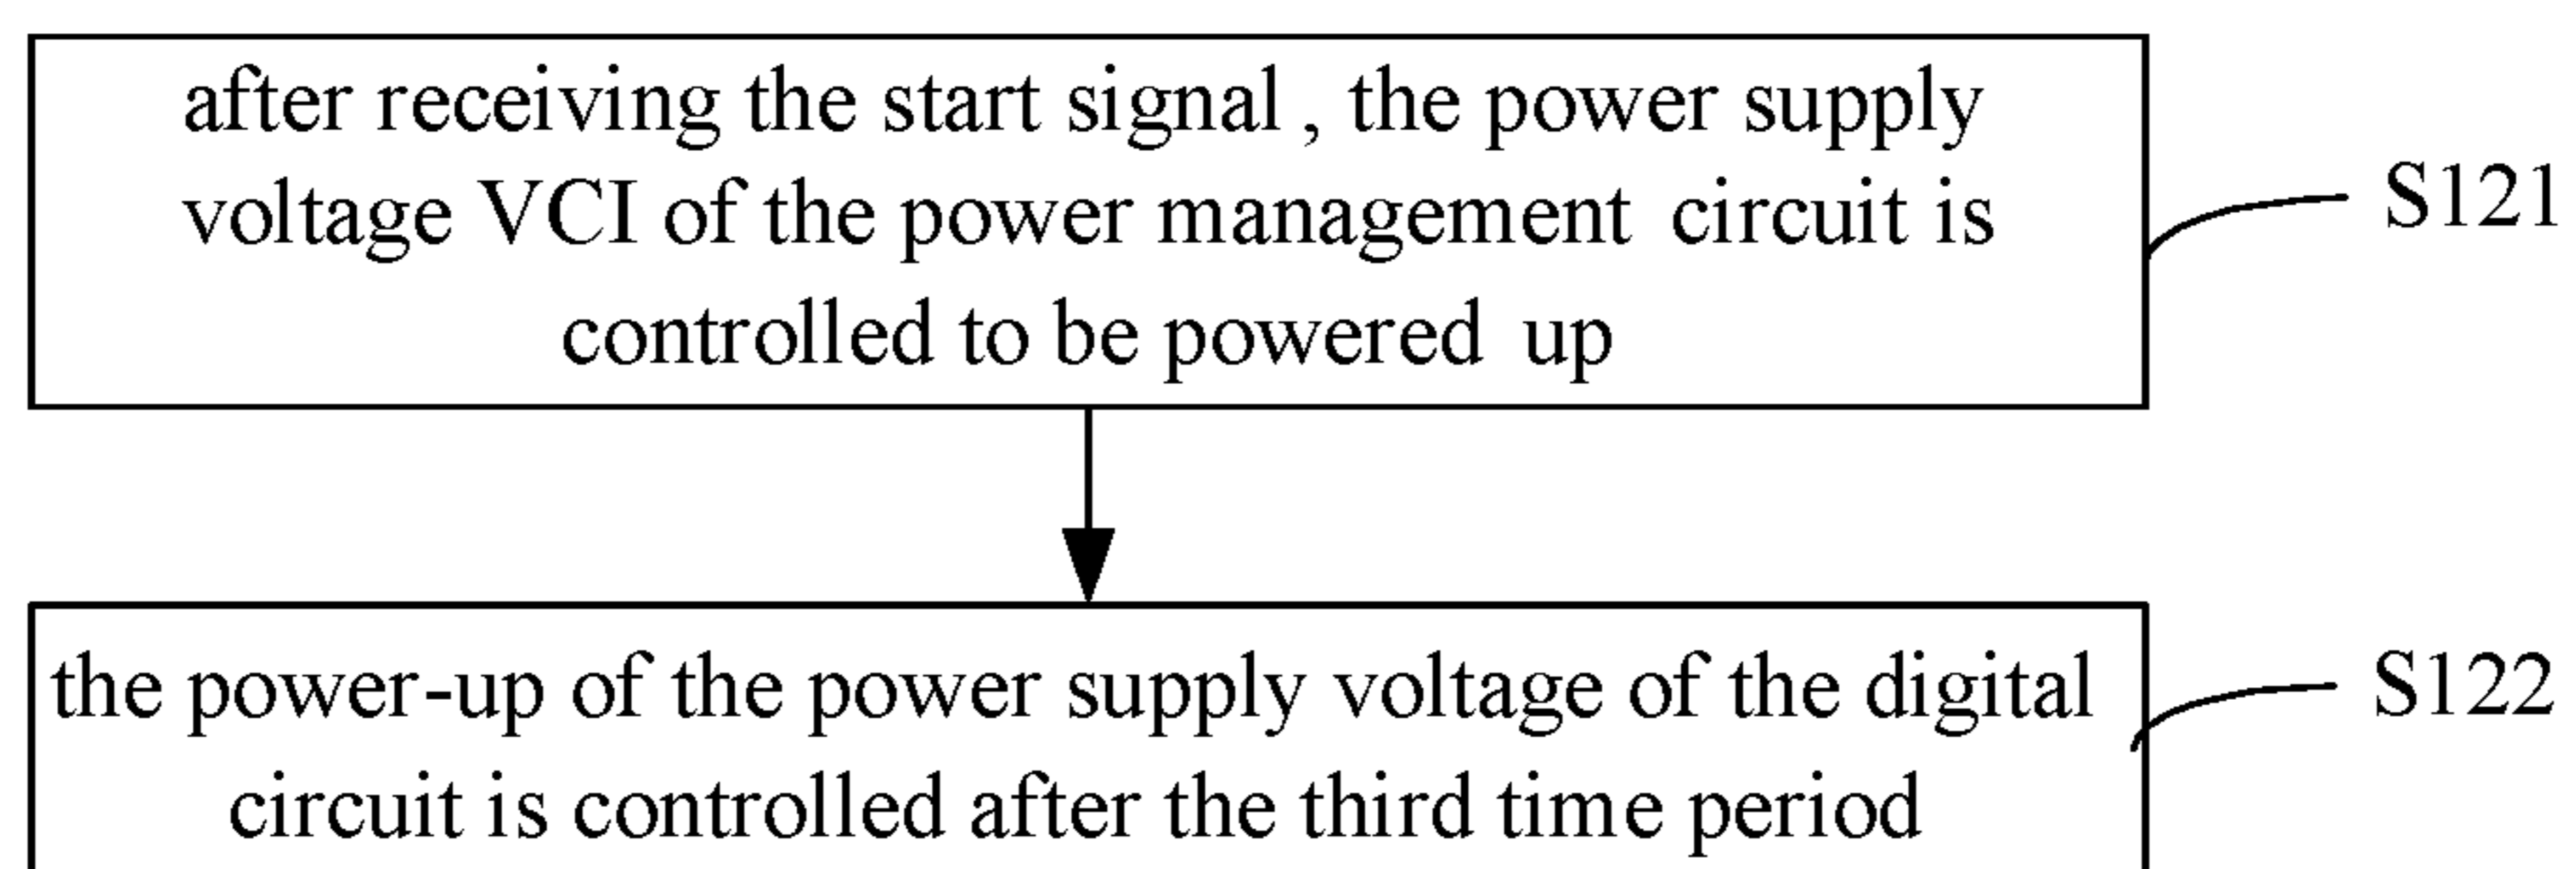 after receiving the start signal, the power supply
voltage VCI of the power management circuit is
controlled to be powered up
S121
the power-up of the power supply voltage of the digital
circuit is controlled after the third time period
S122